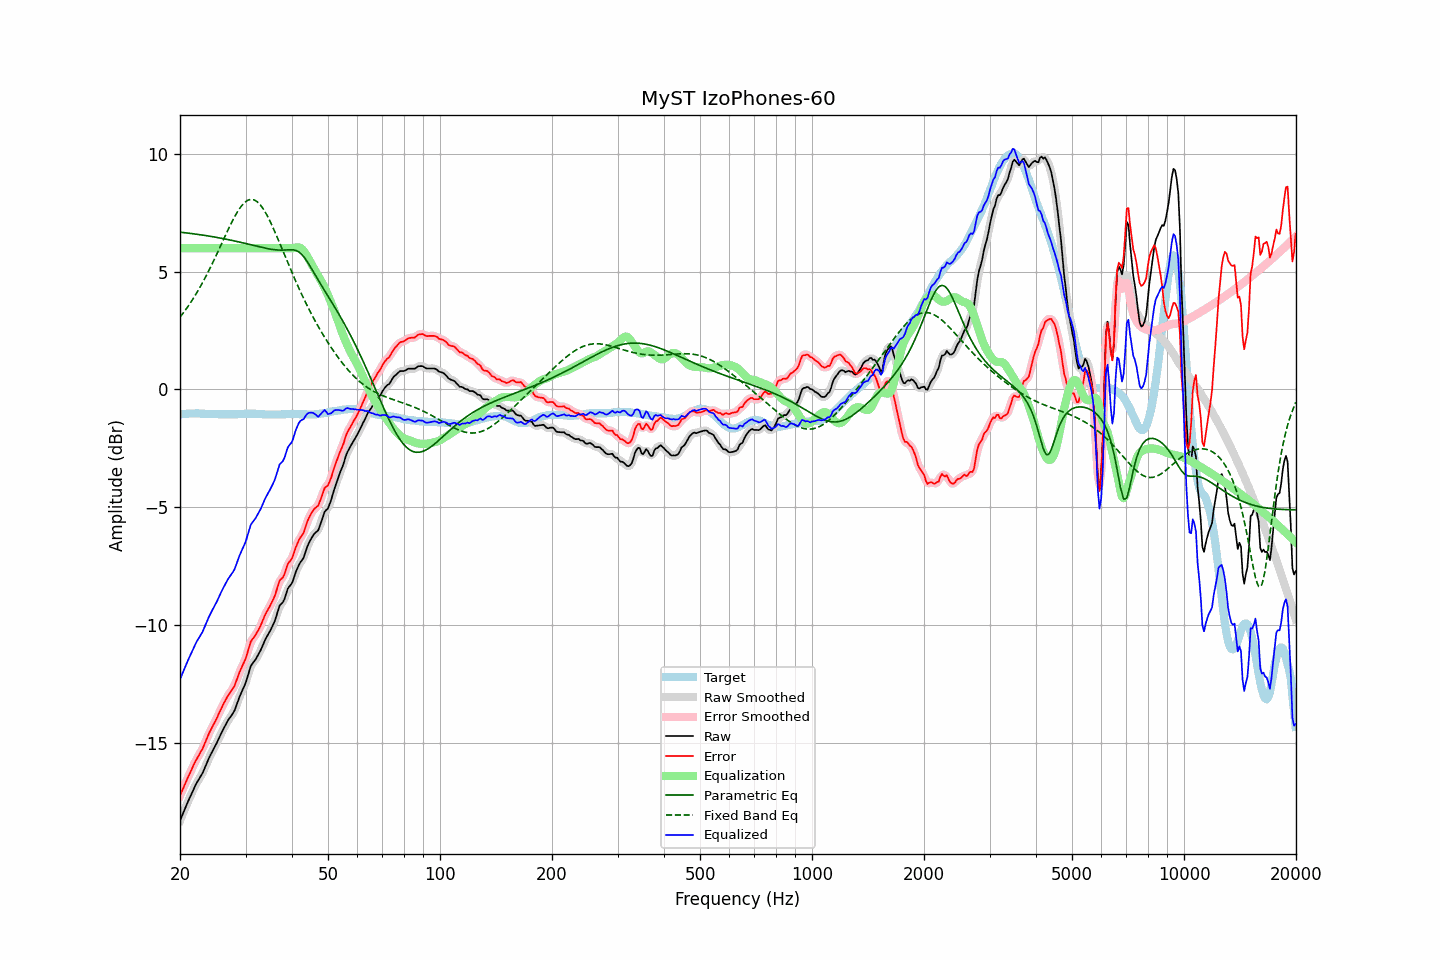 MyST IzoPhones-60
10
5
0
−5
−10
−15
Amplitude (dBr)
Target
Raw Smoothed
Error Smoothed
Raw
Error
Equalization
Parametric Eq
Fixed Band Eq
Equalized
20 50 100 200 500 1000 2000 5000 10000 20000
Frequency (Hz)